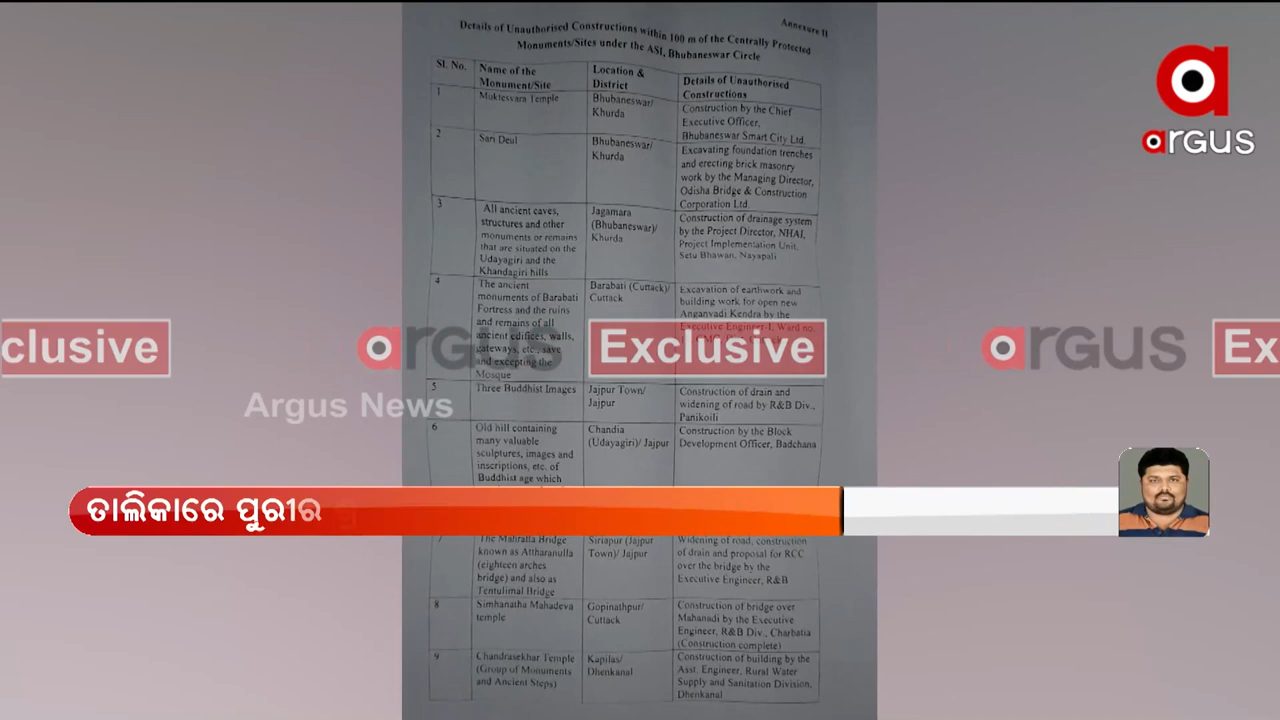 Annexure II
Details of Unauthorised Constructions within 100 m of the Centrally Protected
Monuments/Sites under the ASI, Bhubaneswar Circle
Sl. No.
Name of the
Monument/Site
Location &
District
Details of Unauthorised
Constructions
1
Muktesvara Temple
Bhubaneswar/
Khurda
Construction by the Chief
Executive Officer,
Bhubaneswar Smart City Ltd.
2
Sari Deul
Bhubaneswar/
Khurda
Excavating foundation trenches
and erecting brick masonry
work by the Managing Director,
Odisha Bridge & Construction
Corporation Ltd.
3
All ancient caves,
structures and other
monuments or remains
that are situated on the
Udayagiri and the
Khandagiri hills
Jagamara
(Bhubaneswar)/
Khurda
Construction of drainage system
by the Project Director, NHAI,
Project Implementation Unit,
Setu Bhawan, Nayapali
4
The ancient
monuments of Barabati
Fortress and the ruins
and remains of all
ancient edifices, walls,
gateways, etc., save
and excepting the
Mosque
Barabati (Cuttack)/
Cuttack
Excavation of earthwork and
building work for open new
Anganvadi Kendra by the
Executive Engineer-I, Ward no.
5
Three Buddhist Images
Jajpur Town/
Jajpur
Construction of drain and
widening of road by R&B Div.,
Panikoili
6
Old hill containing
many valuable
sculptures, images and
inscriptions, etc. of
Buddhist age which
Chandia
(Udayagiri)/ Jajpur
Construction by the Block
Development Officer, Badchana
7
The Mahratta Bridge
known as Attharanulla
(eighteen arches
bridge) and also as
Tentulimal Bridge
Siriapur (Jajpur
Town)/ Jajpur
Widening of road, construction
of drain and proposal for RCC
over the bridge by the
Executive Engineer, R&B
8
Simhanatha Mahadeva
temple
Gopinathpur/
Cuttack
Construction of bridge over
Mahanadi by the Executive
Engineer, R&B Div., Charbatia
(Construction complete)
9
Chandrasekhar Temple
(Group of Monuments
and Ancient Steps)
Kapilas/
Dhenkanal
Construction of building by the
Asst. Engineer, Rural Water
Supply and Sanitation Division,
Dhenkanal
argus
clusive
argus
Exclusive
argus
Ex
Argus News
ତାଲିକାରେ ପୁରୀର